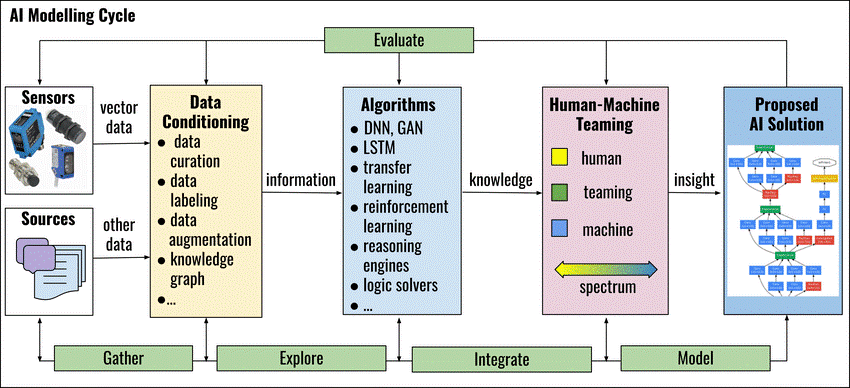 AI Modelling Cycle
Evaluate
Sensors
vector
data
Sources
other
data
Data
Conditioning
● data
curation
● data
labeling
● data
augmentation
● knowledge
graph
●...
information
Algorithms
● DNN, GAN
● LSTM
● transfer
learning
● reinforcement
learning
● reasoning
engines
● logic solvers
● ...
knowledge
Human-Machine
Teaming
human
teaming
machine
spectrum
insight
Proposed
AI Solution
Gather
Explore
Integrate
Model